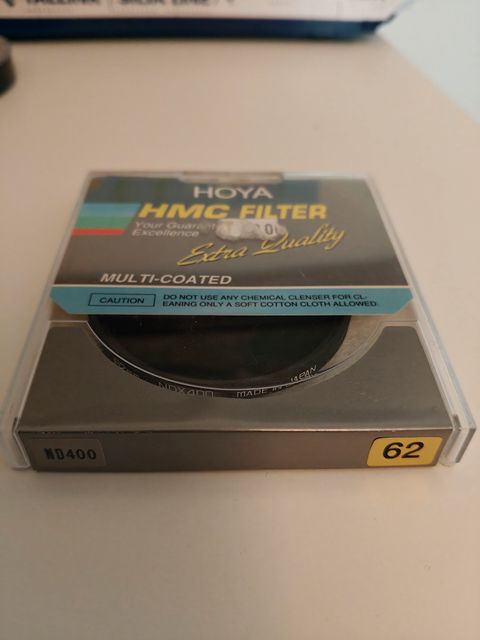 HOYA
HMC FILTER
Your Guarant
Excellence
Extra Quality
MULTI-COATED
CAUTION
DO NOT USE ANY CHEMICAL CLENSER FOR CL-
EANING ONLY A SOFT COTTON CLOTH ALLOWED.
NDX400 MADE IN JAPAN
ND400
62